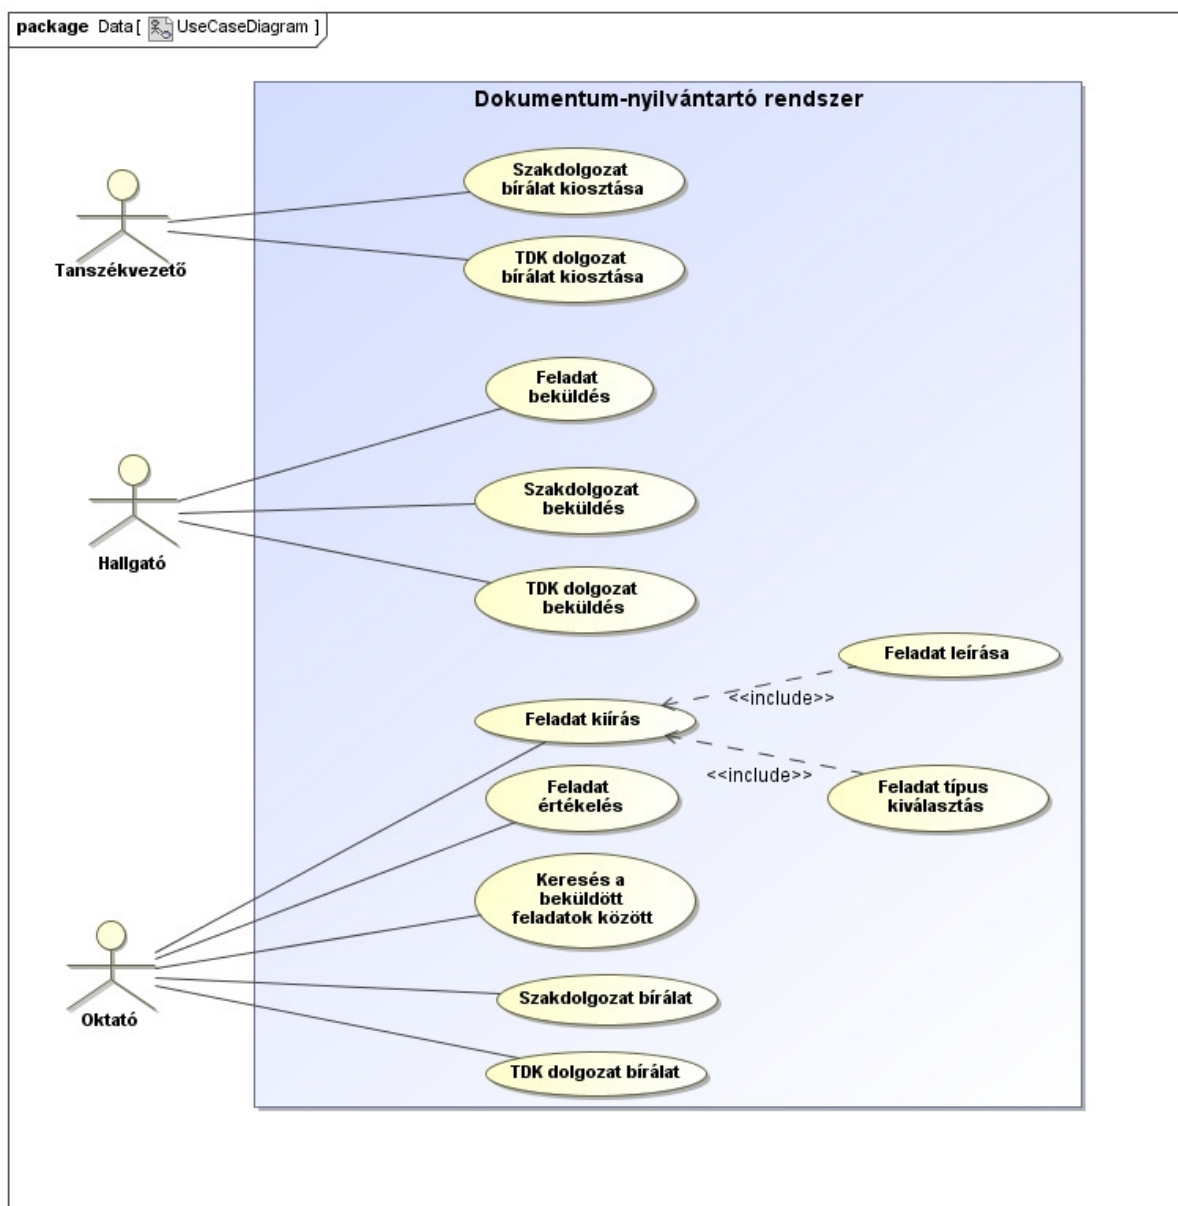 package Data [ UseCaseDiagram ]
Dokumentum-nyilvántartó rendszer
Szakdolgozat
bírálat kiosztása
TDK dolgozat
bírálat kiosztása
Tanszékvezető
Feladat
beküldés
Szakdolgozat
beküldés
Hallgató
TDK dolgozat
beküldés
Feladat leírása
<<include>>
Feladat kiírás
<<include>>
Feladat típus
kiválasztás
Feladat
értékelés
Keresés a
beküldött
feladatok között
Szakdolgozat bírálat
Oktató
TDK dolgozat bírálat